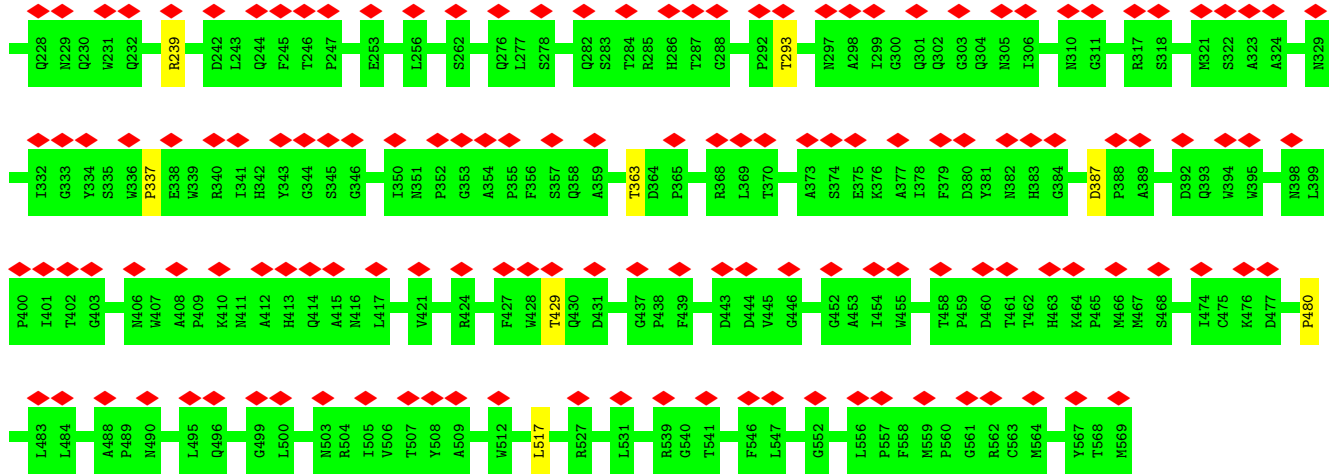 Q228 N229 Q230 W231 Q232 R239 D242 L243 Q244 F245 T246 P247 E253 L256 S262 Q276 L277 S278 Q282 S283 T284 R285 H286 T287 G288 P292 T293 N297 A298 I299 G300 Q301 Q302 G303 Q304 N305 I306 N310 G311 R317 S318 M321 S322 A323 A324 N329
I332 G333 Y334 S335 W336 P337 E338 W339 R340 I341 H342 Y343 G344 S345 G346 I350 N351 P352 G353 A354 P355 F356 S357 Q358 A359 T363 D364 P365 R368 L369 T370 A373 S374 E375 K376 A377 I378 F379 D380 Y381 N382 H383 G384 D387 P388 A389 D392 Q393 W394 W395 N398 L399
P400 I401 T402 G403 N406 W407 A408 P409 K410 N411 A412 H413 Q414 A415 N416 L417 V421 R424 F427 W428 T429 Q430 D431 G437 P438 F439 D443 D444 V445 G446 G452 A453 I454 W455 T458 P459 D460 T461 T462 H463 K464 P465 M466 M467 S468 I474 C475 K476 D477 P480
L483 L484 A488 P489 N490 L495 Q496 G499 L500 N503 R504 I505 V506 T507 Y508 A509 W512 L517 R527 L531 R539 G540 T541 F546 L547 G552 L556 P557 F558 M559 P560 G561 R562 C563 M564 Y567 T568 M569